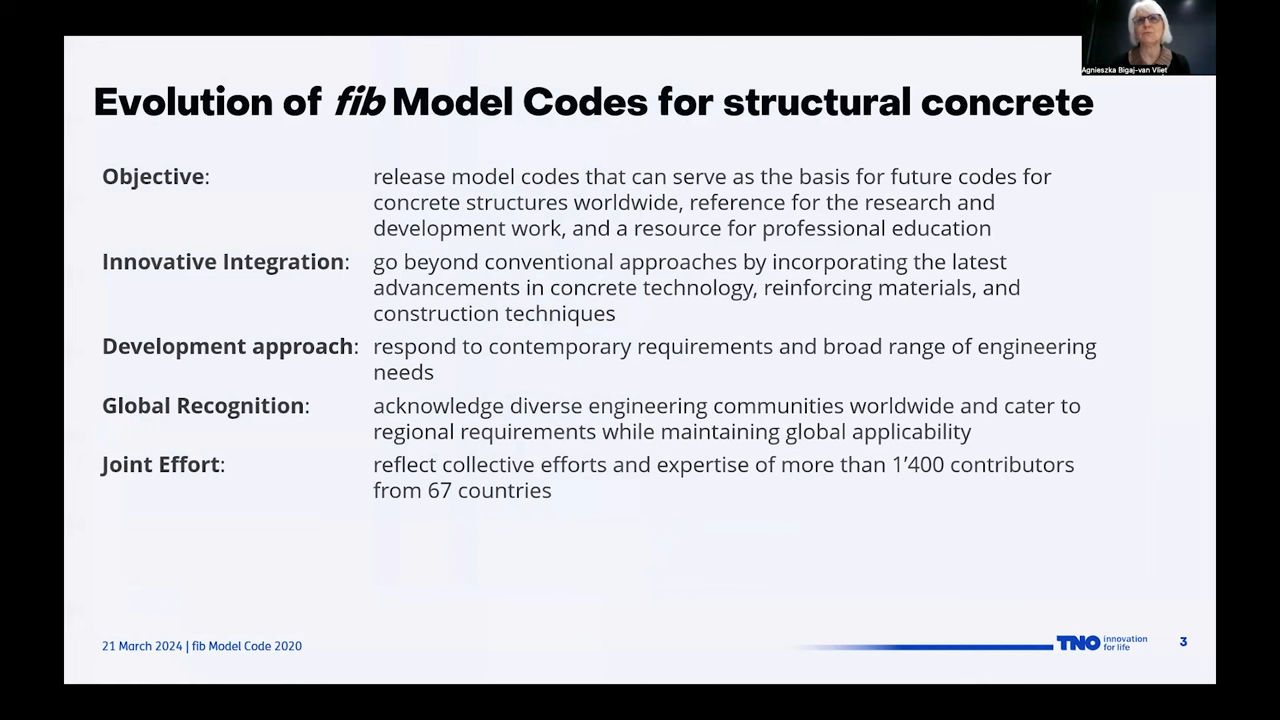 Agnieszka Bigaj-van Vliet
Evolution of fib Model Codes for structural concrete
Objective: release model codes that can serve as the basis for future codes for
concrete structures worldwide, reference for the research and
development work, and a resource for professional education
Innovative Integration: go beyond conventional approaches by incorporating the latest
advancements in concrete technology, reinforcing materials, and
construction techniques
Development approach: respond to contemporary requirements and broad range of engineering
needs
Global Recognition: acknowledge diverse engineering communities worldwide and cater to
regional requirements while maintaining global applicability
Joint Effort: reflect collective efforts and expertise of more than 1’400 contributors
from 67 countries
21 March 2024 | fib Model Code 2020
TNO innovation
for life
3